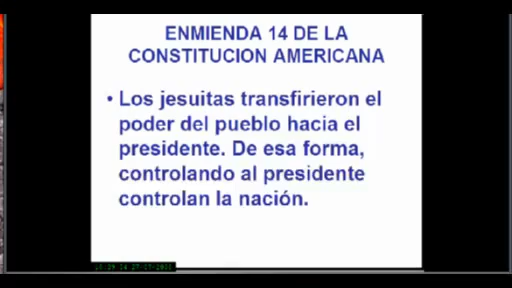 ENMIENDA 14 DE LA
CONSTITUCION AMERICANA
• Los jesuitas transfirieron el
poder del pueblo hacia el
presidente. De esa forma,
controlando al presidente
controlan la nación.